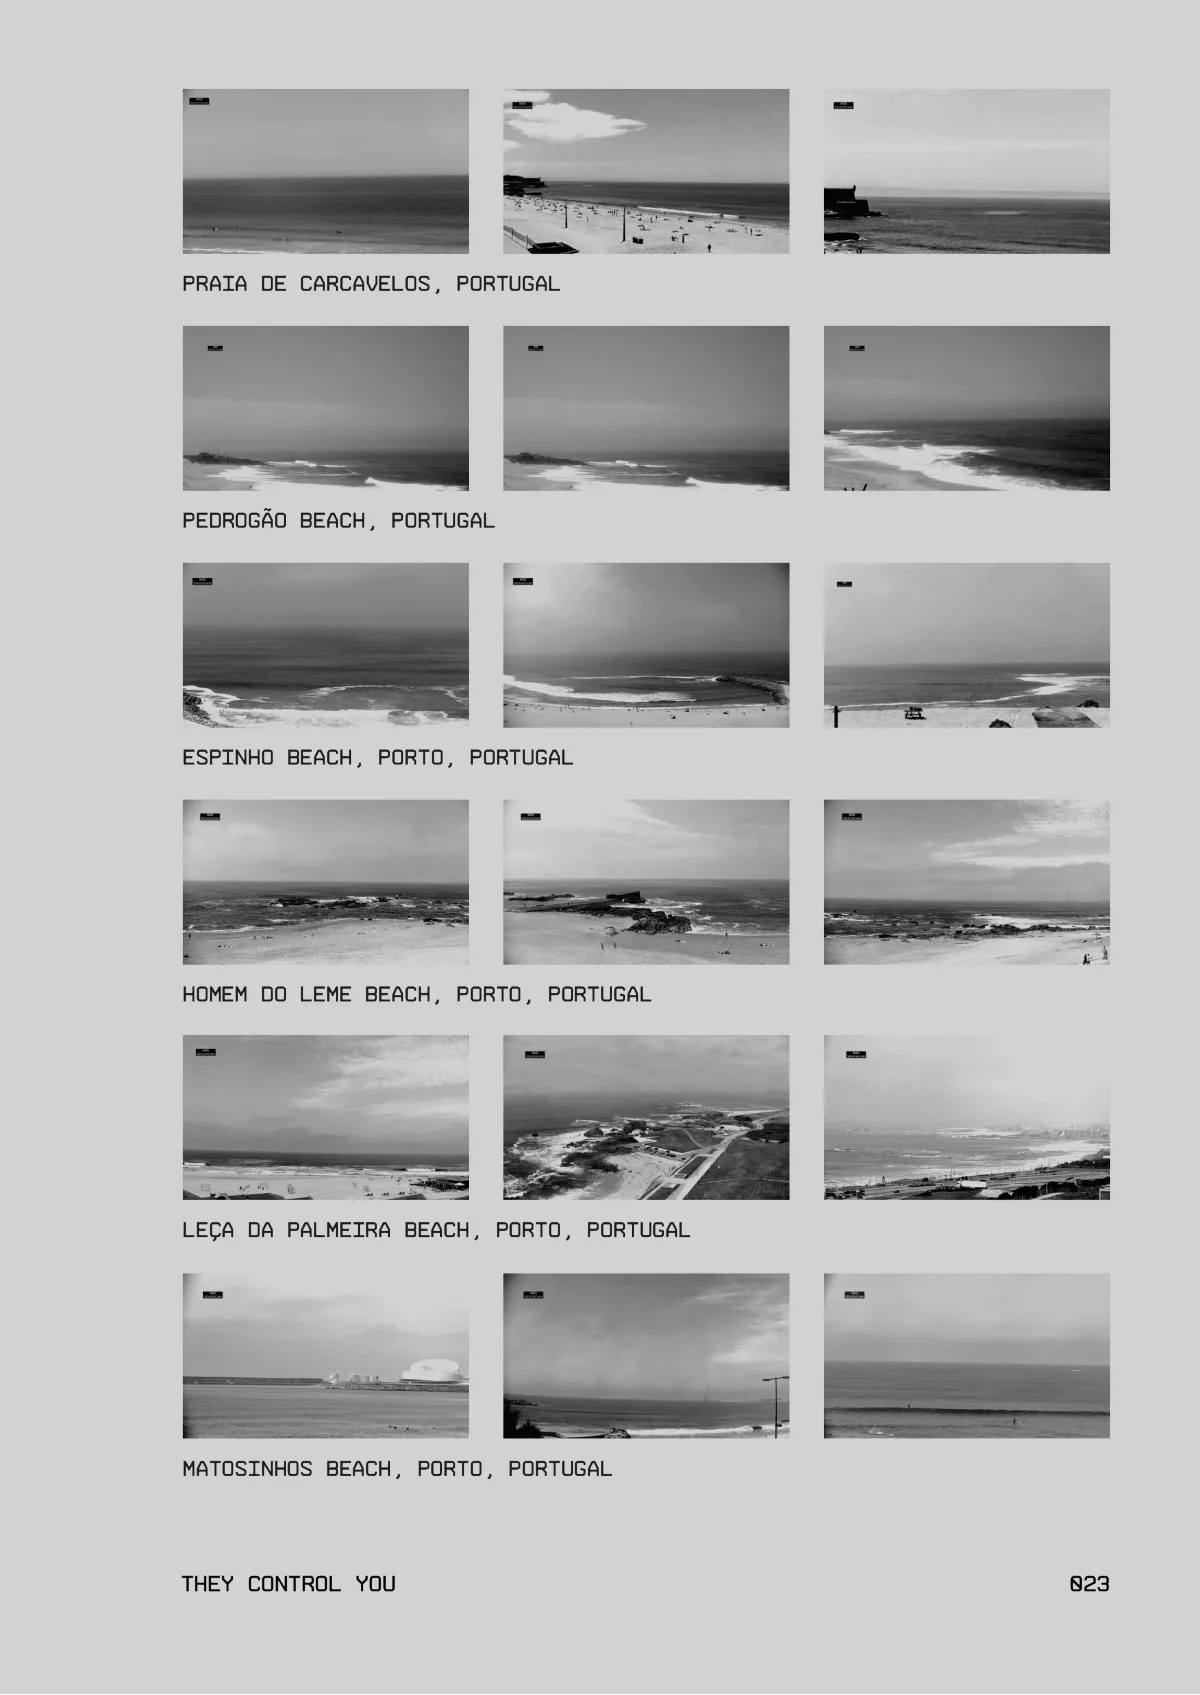 PRAIA DE CARCAVELOS, PORTUGAL
PEDROGÃO BEACH, PORTUGAL
ESPINHO BEACH, PORTO, PORTUGAL
HOMEM DO LEME BEACH, PORTO, PORTUGAL
LEÇA DA PALMEIRA BEACH, PORTO, PORTUGAL
MATOSINHOS BEACH, PORTO, PORTUGAL
THEY CONTROL YOU
023